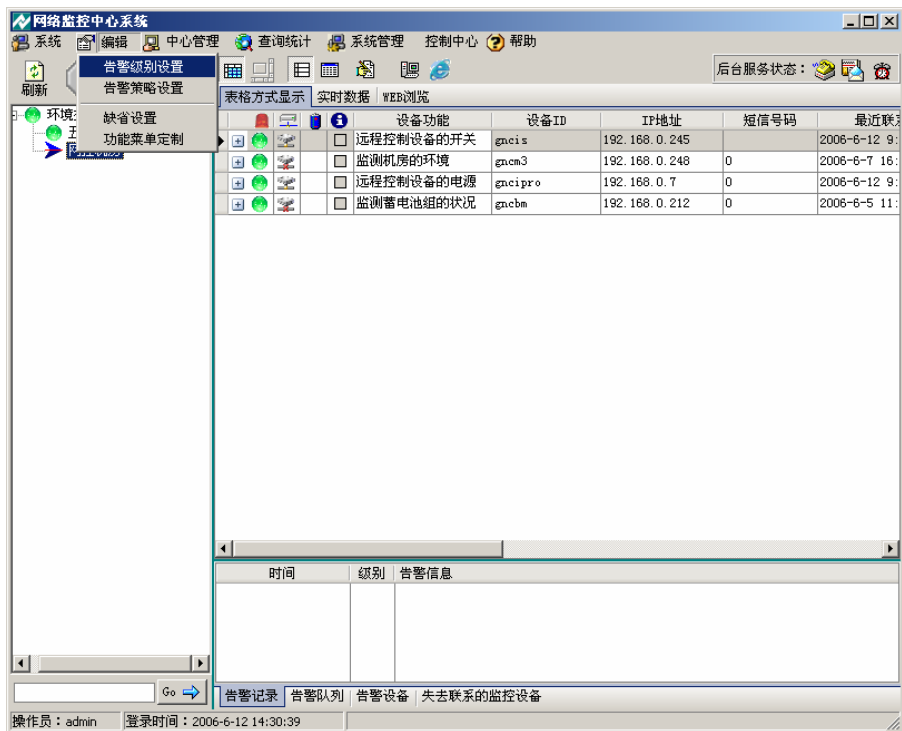 网络监控中心系统
系统 编辑 中心管理 查询统计 系统管理 控制中心 帮助
告警级别设置
告警策略设置
缺省设置
功能菜单定制
刷新
后台服务状态：
表格方式显示 实时数据 WEB浏览
环境
设备功能 设备ID IP地址 短信号码 最近联
远程控制设备的开关 gncis 192.168.0.245 2006-6-12 9:
监测机房的环境 gncm3 192.168.0.248 0 2006-6-7 16:
远程控制设备的电源 gncipro 192.168.0.7 0 2006-6-12 9:
监测蓄电池组的状况 gncbm 192.168.0.212 0 2006-6-5 11:
时间 级别 告警信息
Go
告警记录 告警队列 告警设备 失去联系的监控设备
操作员：admin 登录时间：2006-6-12 14:30:39